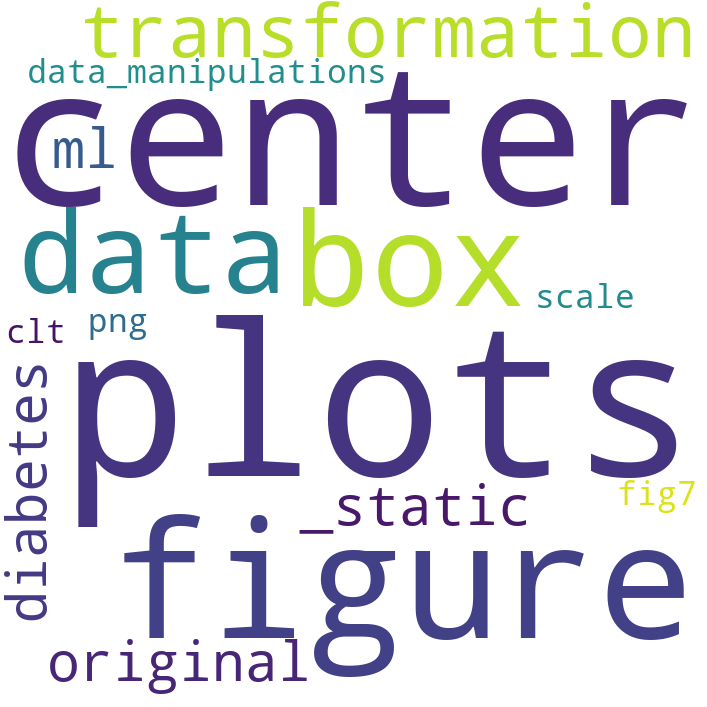 transformation
data_manipulations
center
ml
data
box
scale
png
clt
plots
diabetes
_static
fig7
figure
original